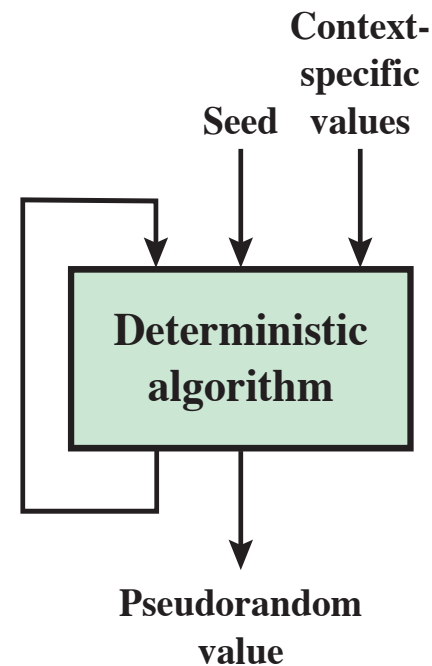 Context-
specific
Seed values
Deterministic
algorithm
Pseudorandom
value